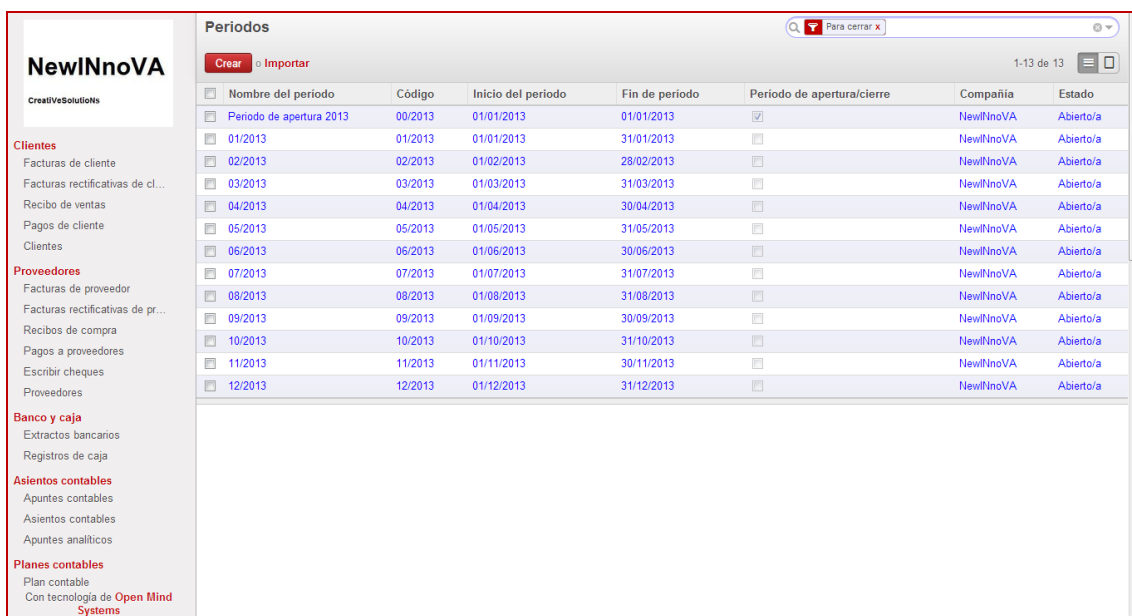 NewINnoVA
CreatiVeSolutioNs
Clientes
Facturas de cliente
Facturas rectificativas de cl...
Recibo de ventas
Pagos de cliente
Clientes
Proveedores
Facturas de proveedor
Facturas rectificativas de pr...
Recibos de compra
Pagos a proveedores
Escribir cheques
Proveedores
Banco y caja
Extractos bancarios
Registros de caja
Asientos contables
Apuntes contables
Asientos contables
Apuntes analíticos
Planes contables
Plan contable
Con tecnología de Open Mind
Systems
Periodos
Para cerrar x
Crear o Importar
1-13 de 13
Nombre del período Código Inicio del periodo Fin de periodo Período de apertura/cierre Compañía Estado
Periodo de apertura 2013 00/2013 01/01/2013 01/01/2013 NewINnoVA Abierto/a
01/2013 01/2013 01/01/2013 31/01/2013 NewINnoVA Abierto/a
02/2013 02/2013 01/02/2013 28/02/2013 NewINnoVA Abierto/a
03/2013 03/2013 01/03/2013 31/03/2013 NewINnoVA Abierto/a
04/2013 04/2013 01/04/2013 30/04/2013 NewINnoVA Abierto/a
05/2013 05/2013 01/05/2013 31/05/2013 NewINnoVA Abierto/a
06/2013 06/2013 01/06/2013 30/06/2013 NewINnoVA Abierto/a
07/2013 07/2013 01/07/2013 31/07/2013 NewINnoVA Abierto/a
08/2013 08/2013 01/08/2013 31/08/2013 NewINnoVA Abierto/a
09/2013 09/2013 01/09/2013 30/09/2013 NewINnoVA Abierto/a
10/2013 10/2013 01/10/2013 31/10/2013 NewINnoVA Abierto/a
11/2013 11/2013 01/11/2013 30/11/2013 NewINnoVA Abierto/a
12/2013 12/2013 01/12/2013 31/12/2013 NewINnoVA Abierto/a